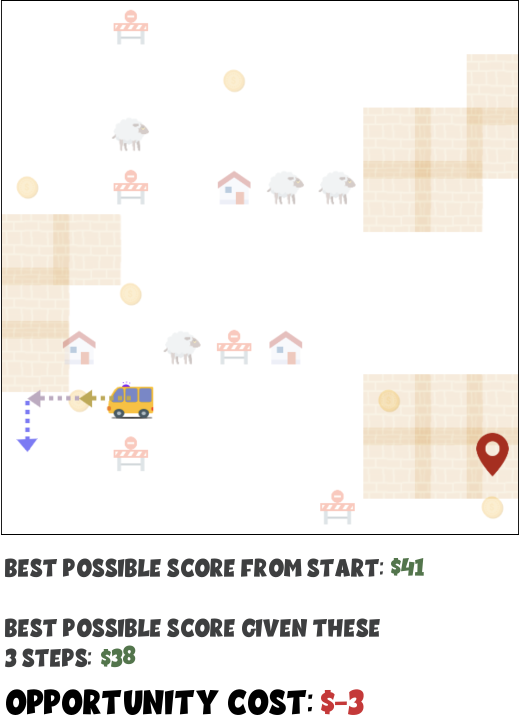 BEST POSSIBLE SCORE FROM START: $41
BEST POSSIBLE SCORE GIVEN THESE
3 STEPS: $38
OPPORTUNITY COST: $-3